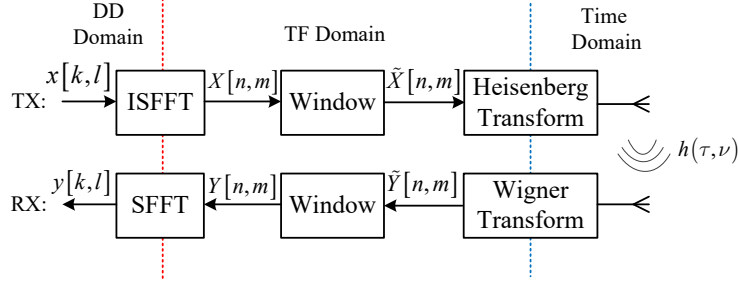 DD
Domain
TF Domain
Time
Domain
x[k,l]
X[n,m]
X̃[n,m]
TX:
ISFFT
Window
Heisenberg
Transform
h(τ,ν)
y[k,l]
Y[n,m]
Ỹ[n,m]
RX:
SFFT
Window
Wigner
Transform